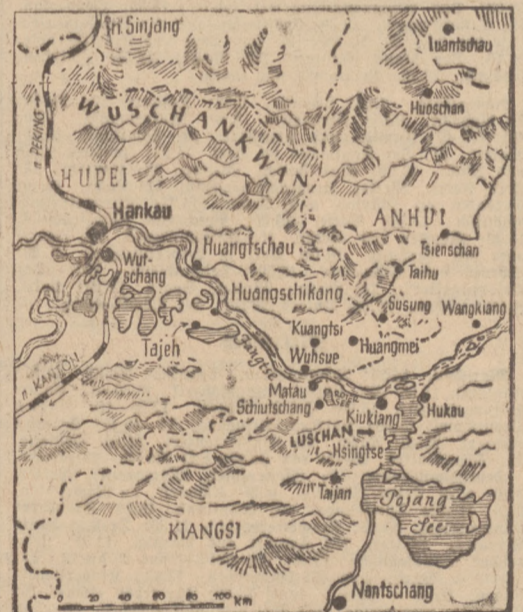 n. Sinjang
Luantschau
Huoschan
n. PEKING
WUSCHANKWAN
HUPEI
Hankau
ANHUI
Tsienschan
Huangtschau
Wut-
schang
Taihu
Huangschikang
Susung
Wangkiang
Kuangtsi
Tajeh
Jangtse
Huangmei
Wuhsue
n. KANTON
Matau
Schiutschang
Kiukiang
Hukau
LUSCHAN
Hsingtse
Taijan
Pojang
See
KIANGSI
Nantschang
0 20 40 60 80 100 km